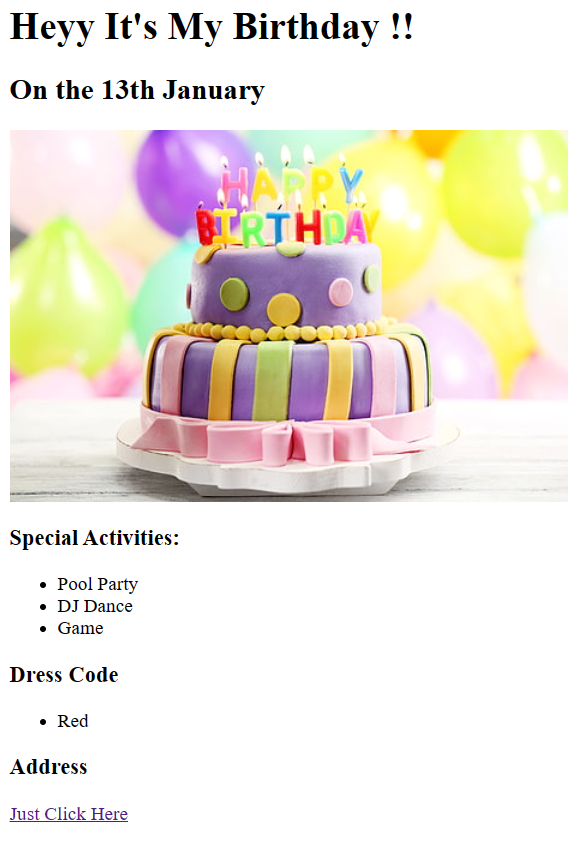 Heyy It's My Birthday !!
On the 13th January
HAPPY
BIRTHDAY
Special Activities:
Pool Party
DJ Dance
Game
Dress Code
Red
Address
Just Click Here